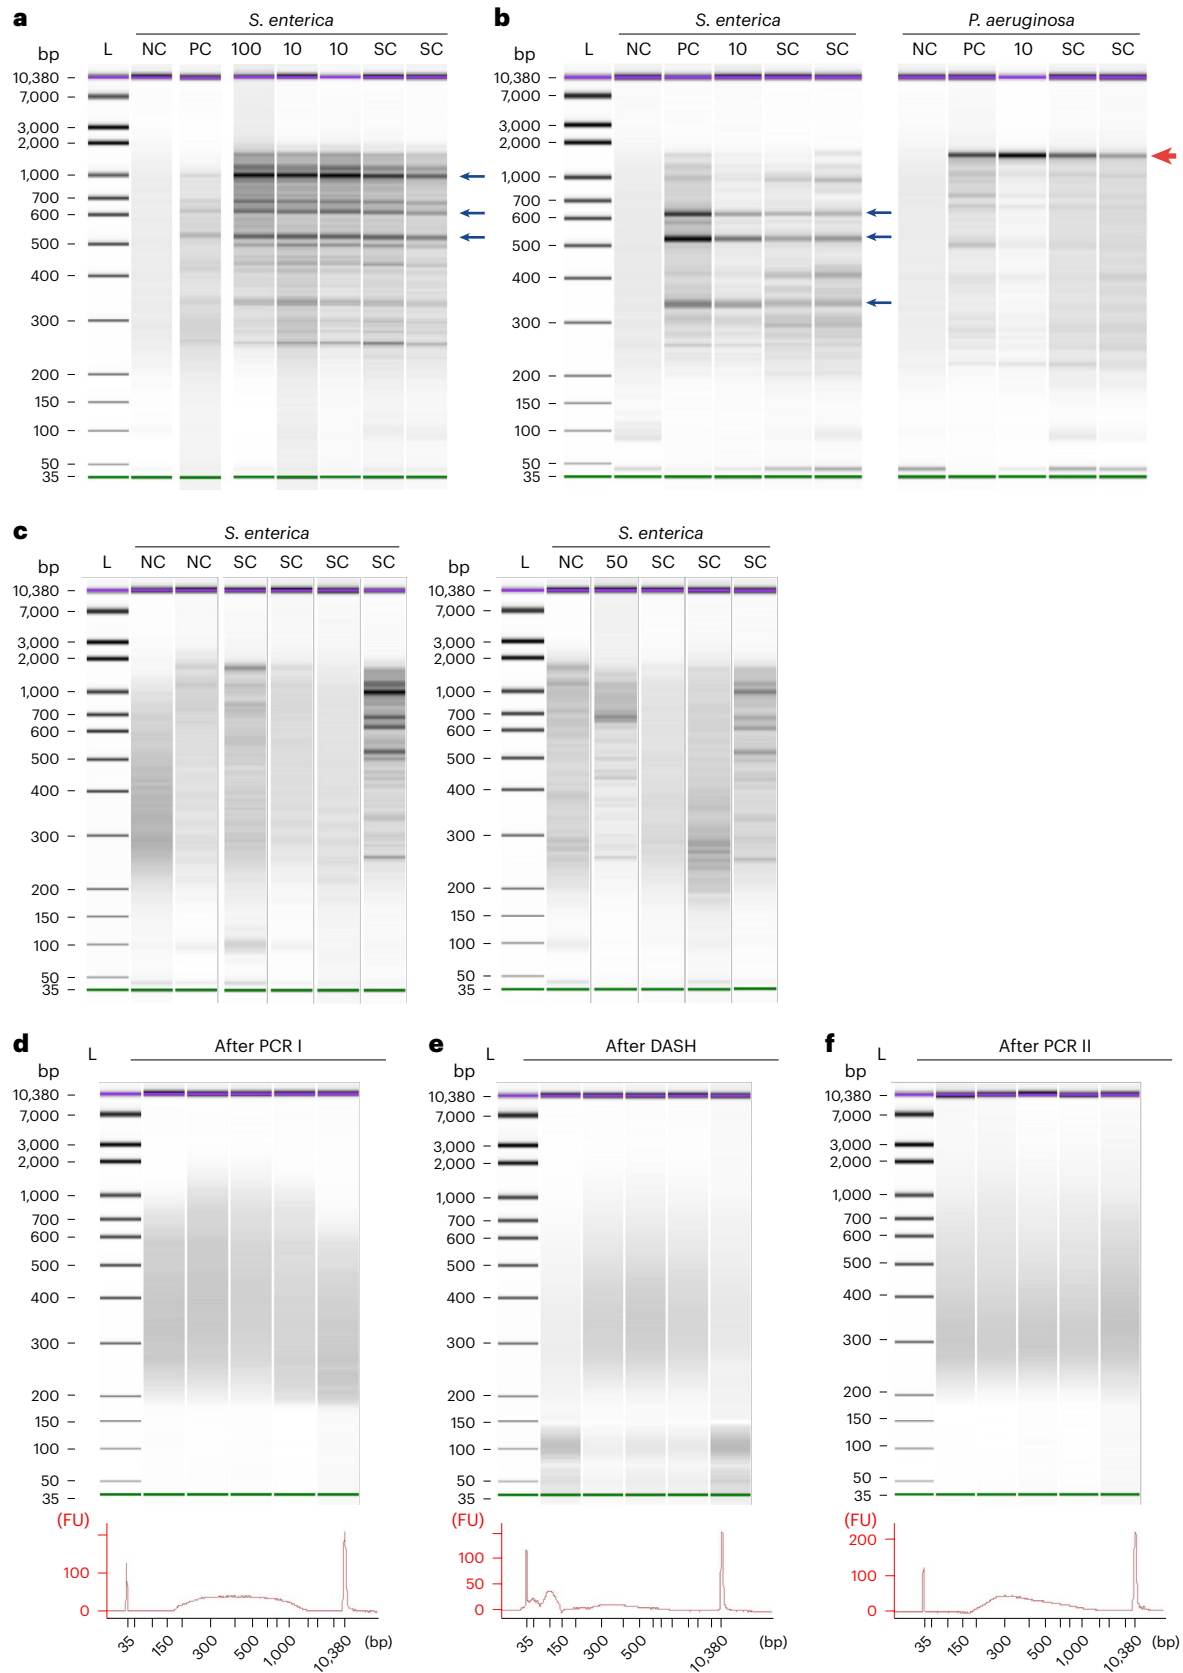 a
S. enterica
bp
L
NC
PC
100
10
10
SC
SC
10,380
7,000
3,000
2,000
1,000
700
600
500
400
300
200
150
100
50
35
b
S. enterica
P. aeruginosa
bp
L
NC
PC
10
SC
SC
NC
PC
10
SC
SC
10,380
7,000
3,000
2,000
1,000
700
600
500
400
300
200
150
100
50
35
c
S. enterica
bp
L
NC
NC
SC
SC
SC
SC
10,380
7,000
3,000
2,000
1,000
700
600
500
400
300
200
150
100
50
35
S. enterica
bp
L
NC
50
SC
SC
SC
10,380
7,000
3,000
2,000
1,000
700
600
500
400
300
200
150
100
50
35
d
After PCR I
L
bp
10,380
7,000
3,000
2,000
1,000
700
600
500
400
300
200
150
100
50
35
(FU)
100
0
35
150
300
500
1,000
10,380
(bp)
e
After DASH
L
bp
10,380
7,000
3,000
2,000
1,000
700
600
500
400
300
200
150
100
50
35
(FU)
100
50
0
35
150
300
500
1,000
10,380
(bp)
f
After PCR II
L
bp
10,380
7,000
3,000
2,000
1,000
700
600
500
400
300
200
150
100
50
35
(FU)
200
100
0
35
150
300
500
1,000
10,380
(bp)